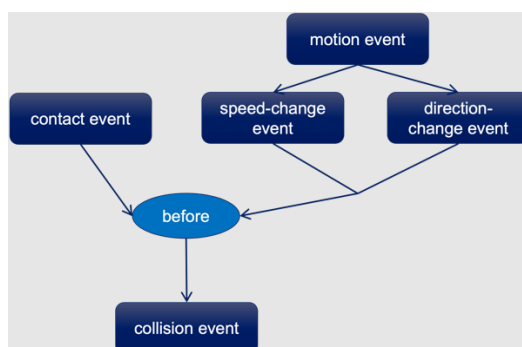 motion event
speed-change
event
direction-
change event
contact event
before
collision event